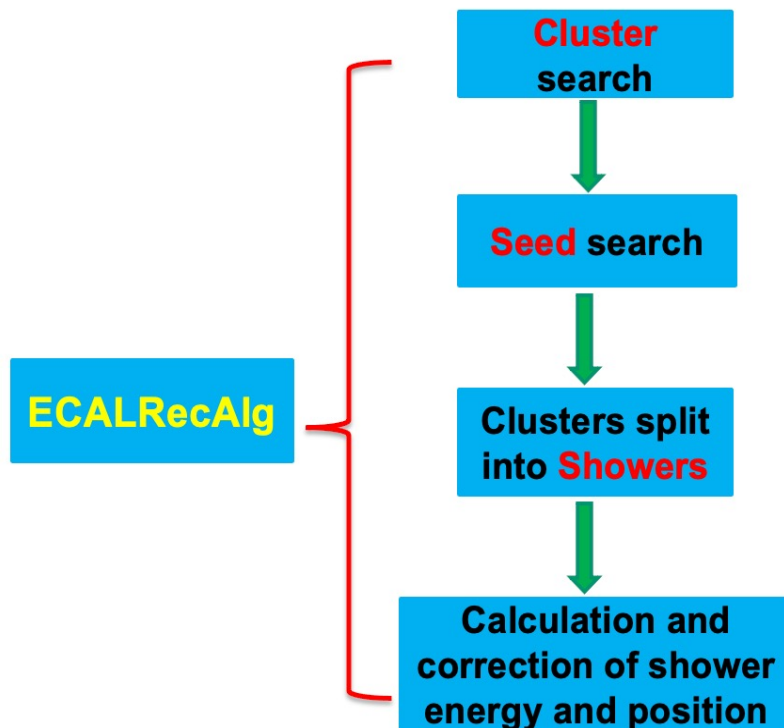 Cluster
search
Seed search
ECALRecAlg
Clusters split
into Showers
Calculation and
correction of shower
energy and position